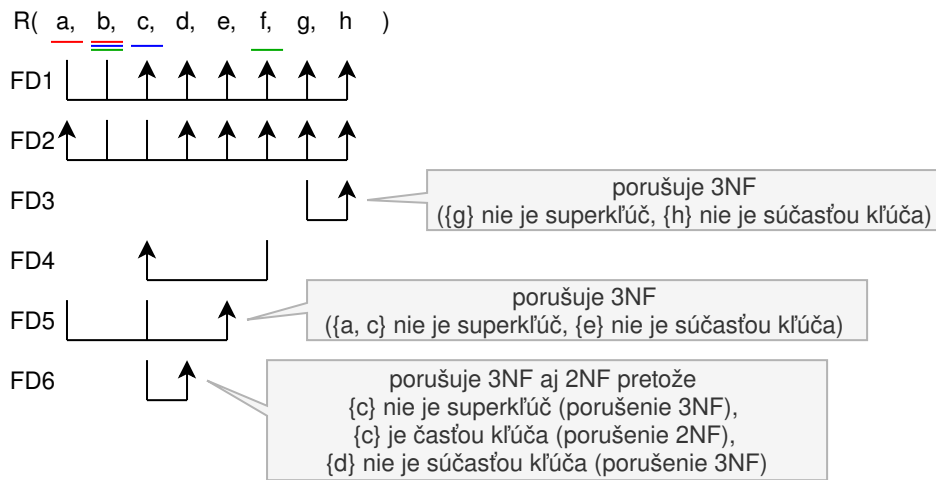 R( a, b, c, d, e, f, g, h )
FD1
FD2
FD3
porušuje 3NF
({g} nie je superkľúč, {h} nie je súčasťou kľúča)
FD4
FD5
porušuje 3NF
({a, c} nie je superkľúč, {e} nie je súčasťou kľúča)
FD6
porušuje 3NF aj 2NF pretože
{c} nie je superkľúč (porušenie 3NF),
{c} je časťou kľúča (porušenie 2NF),
{d} nie je súčasťou kľúča (porušenie 3NF)